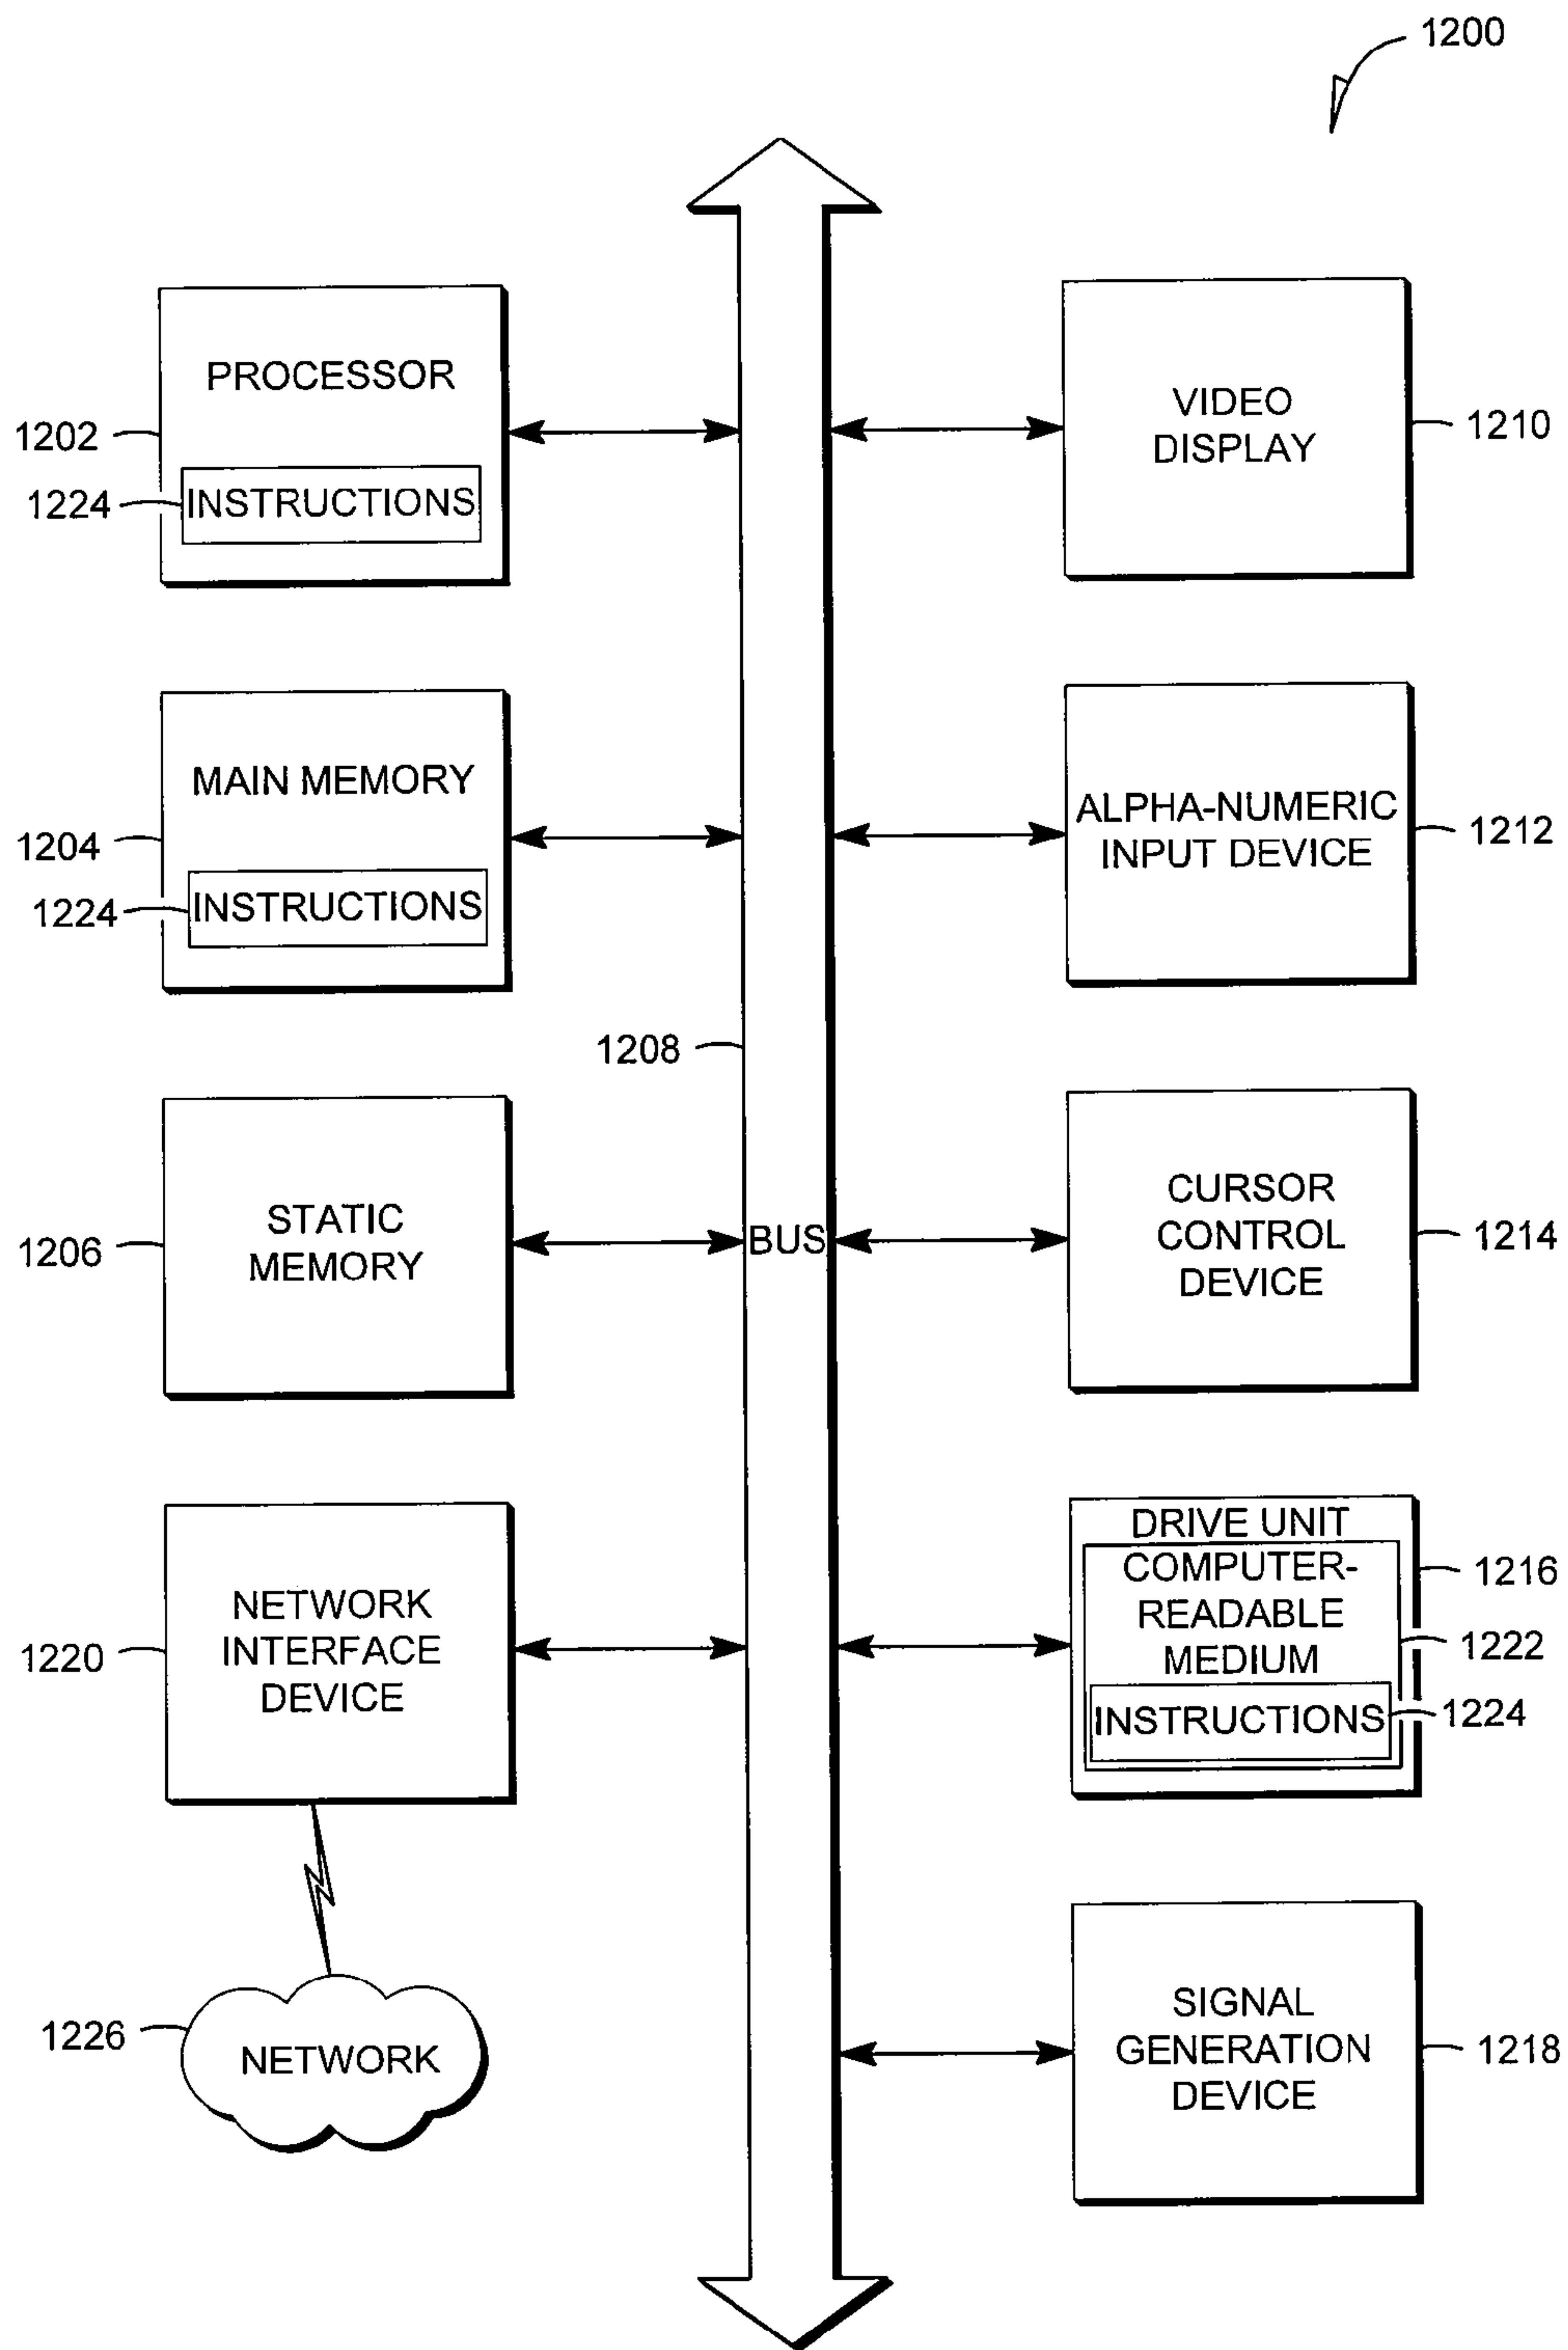 1200
PROCESSOR
1202
1224
INSTRUCTIONS
VIDEO
DISPLAY
1210
MAIN MEMORY
1204
1224
INSTRUCTIONS
ALPHA-NUMERIC
INPUT DEVICE
1212
1208
STATIC
MEMORY
1206
BUS
CURSOR
CONTROL
DEVICE
1214
NETWORK
INTERFACE
DEVICE
1220
DRIVE UNIT
1216
COMPUTER-
READABLE
MEDIUM
1222
INSTRUCTIONS
1224
1226
NETWORK
SIGNAL
GENERATION
DEVICE
1218